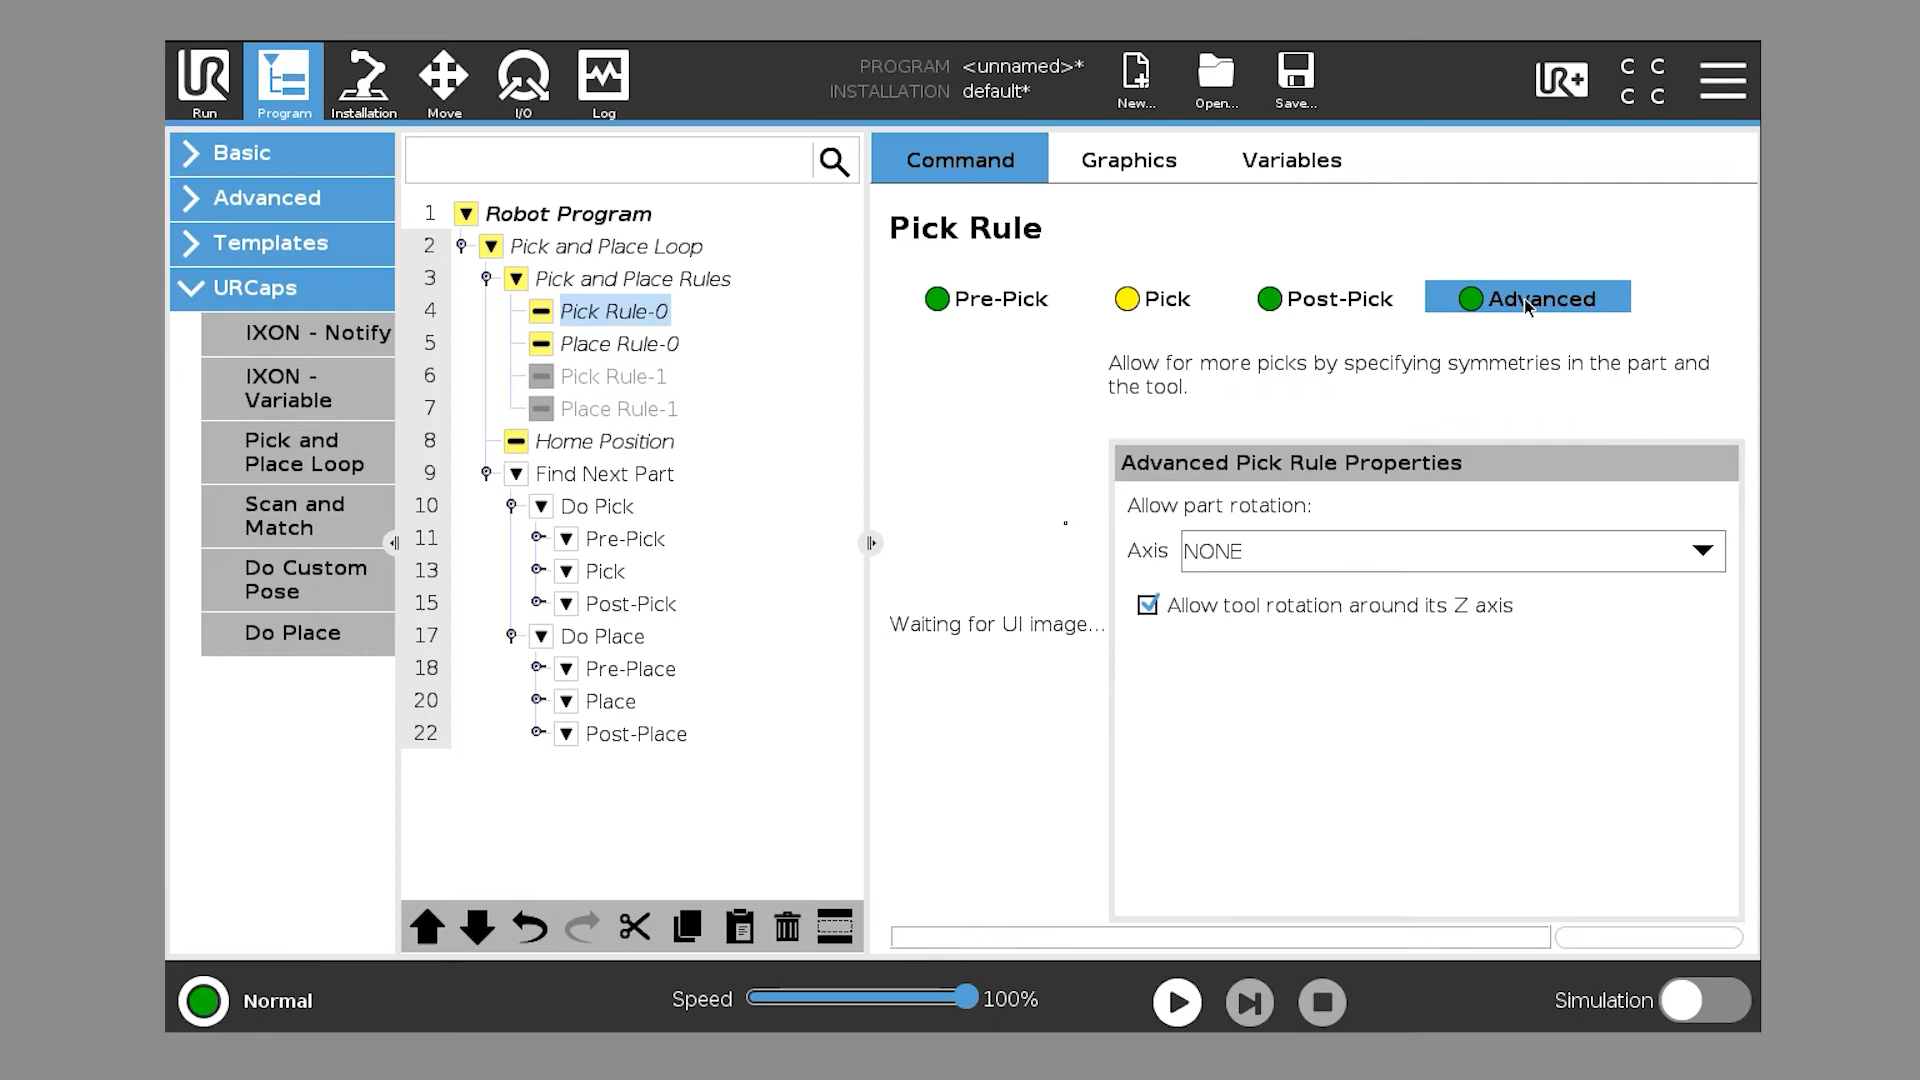 Run
Program
Installation
Move
I/O
Log
PROGRAM <unnamed>*
INSTALLATION default*
New...
Open...
Save...
UR+
C C
C C
Basic
Advanced
Templates
URCaps
IXON - Notify
IXON -
Variable
Pick and
Place Loop
Scan and
Match
Do Custom
Pose
Do Place
1 Robot Program
2 Pick and Place Loop
3 Pick and Place Rules
4 Pick Rule-0
5 Place Rule-0
6 Pick Rule-1
7 Place Rule-1
8 Home Position
9 Find Next Part
10 Do Pick
11 Pre-Pick
13 Pick
15 Post-Pick
17 Do Place
18 Pre-Place
20 Place
22 Post-Place
Command
Graphics
Variables
Pick Rule
Pre-Pick
Pick
Post-Pick
Advanced
Allow for more picks by specifying symmetries in the part and
the tool.
Advanced Pick Rule Properties
Allow part rotation:
Axis NONE
Allow tool rotation around its Z axis
Waiting for UI image...
Normal
Speed 100%
Simulation